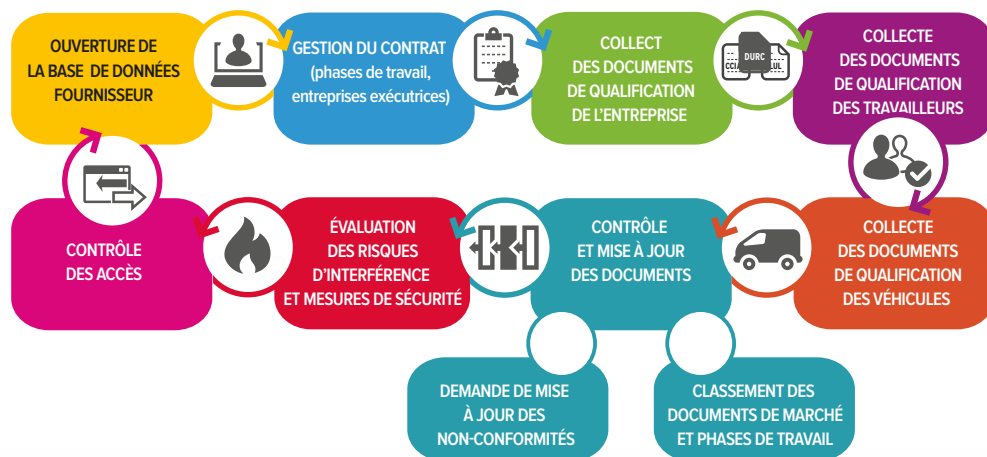 OUVERTURE DE
LA BASE DE DONNÉES
FOURNISSEUR
GESTION DU CONTRAT
(phases de travail,
entreprises exécutrices)
COLLECT
DES DOCUMENTS
DE QUALIFICATION
DE L'ENTREPRISE
DURC
COLLECTE
DES DOCUMENTS
DE QUALIFICATION
DES TRAVAILLEURS
CONTRÔLE
DES ACCÈS
ÉVALUATION
DES RISQUES
D'INTERFÉRENCE
ET MESURES DE SÉCURITÉ
CONTRÔLE
ET MISE À JOUR
DES DOCUMENTS
COLLECTE
DES DOCUMENTS
DE QUALIFICATION
DES VÉHICULES
DEMANDE DE MISE
À JOUR DES
NON-CONFORMITÉS
CLASSEMENT DES
DOCUMENTS DE MARCHÉ
ET PHASES DE TRAVAIL